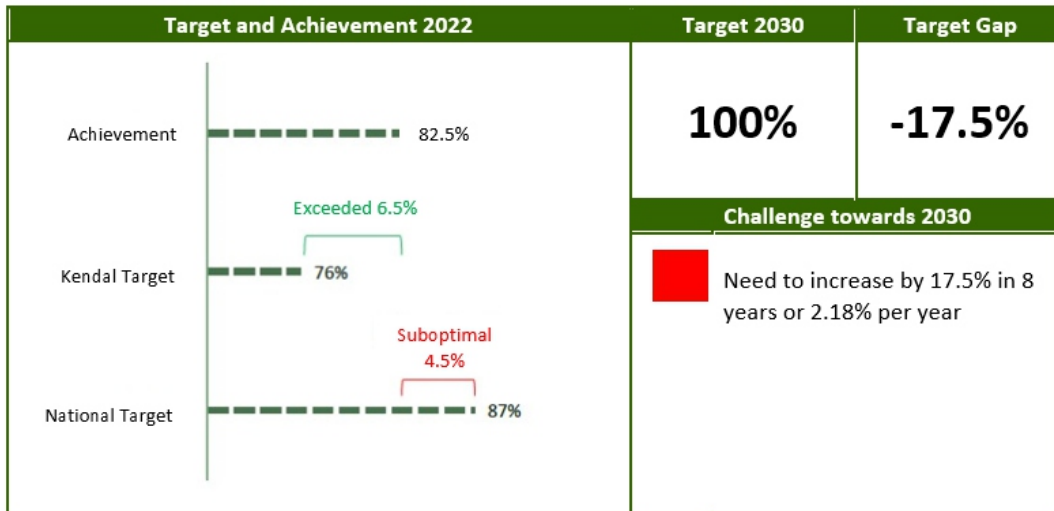 Target and Achievement 2022
Target 2030
Target Gap
Achievement
82.5%
100%
-17.5%
Exceeded 6.5%
Kendal Target
76%
Challenge towards 2030
Need to increase by 17.5% in 8
years or 2.18% per year
Suboptimal
4.5%
National Target
87%